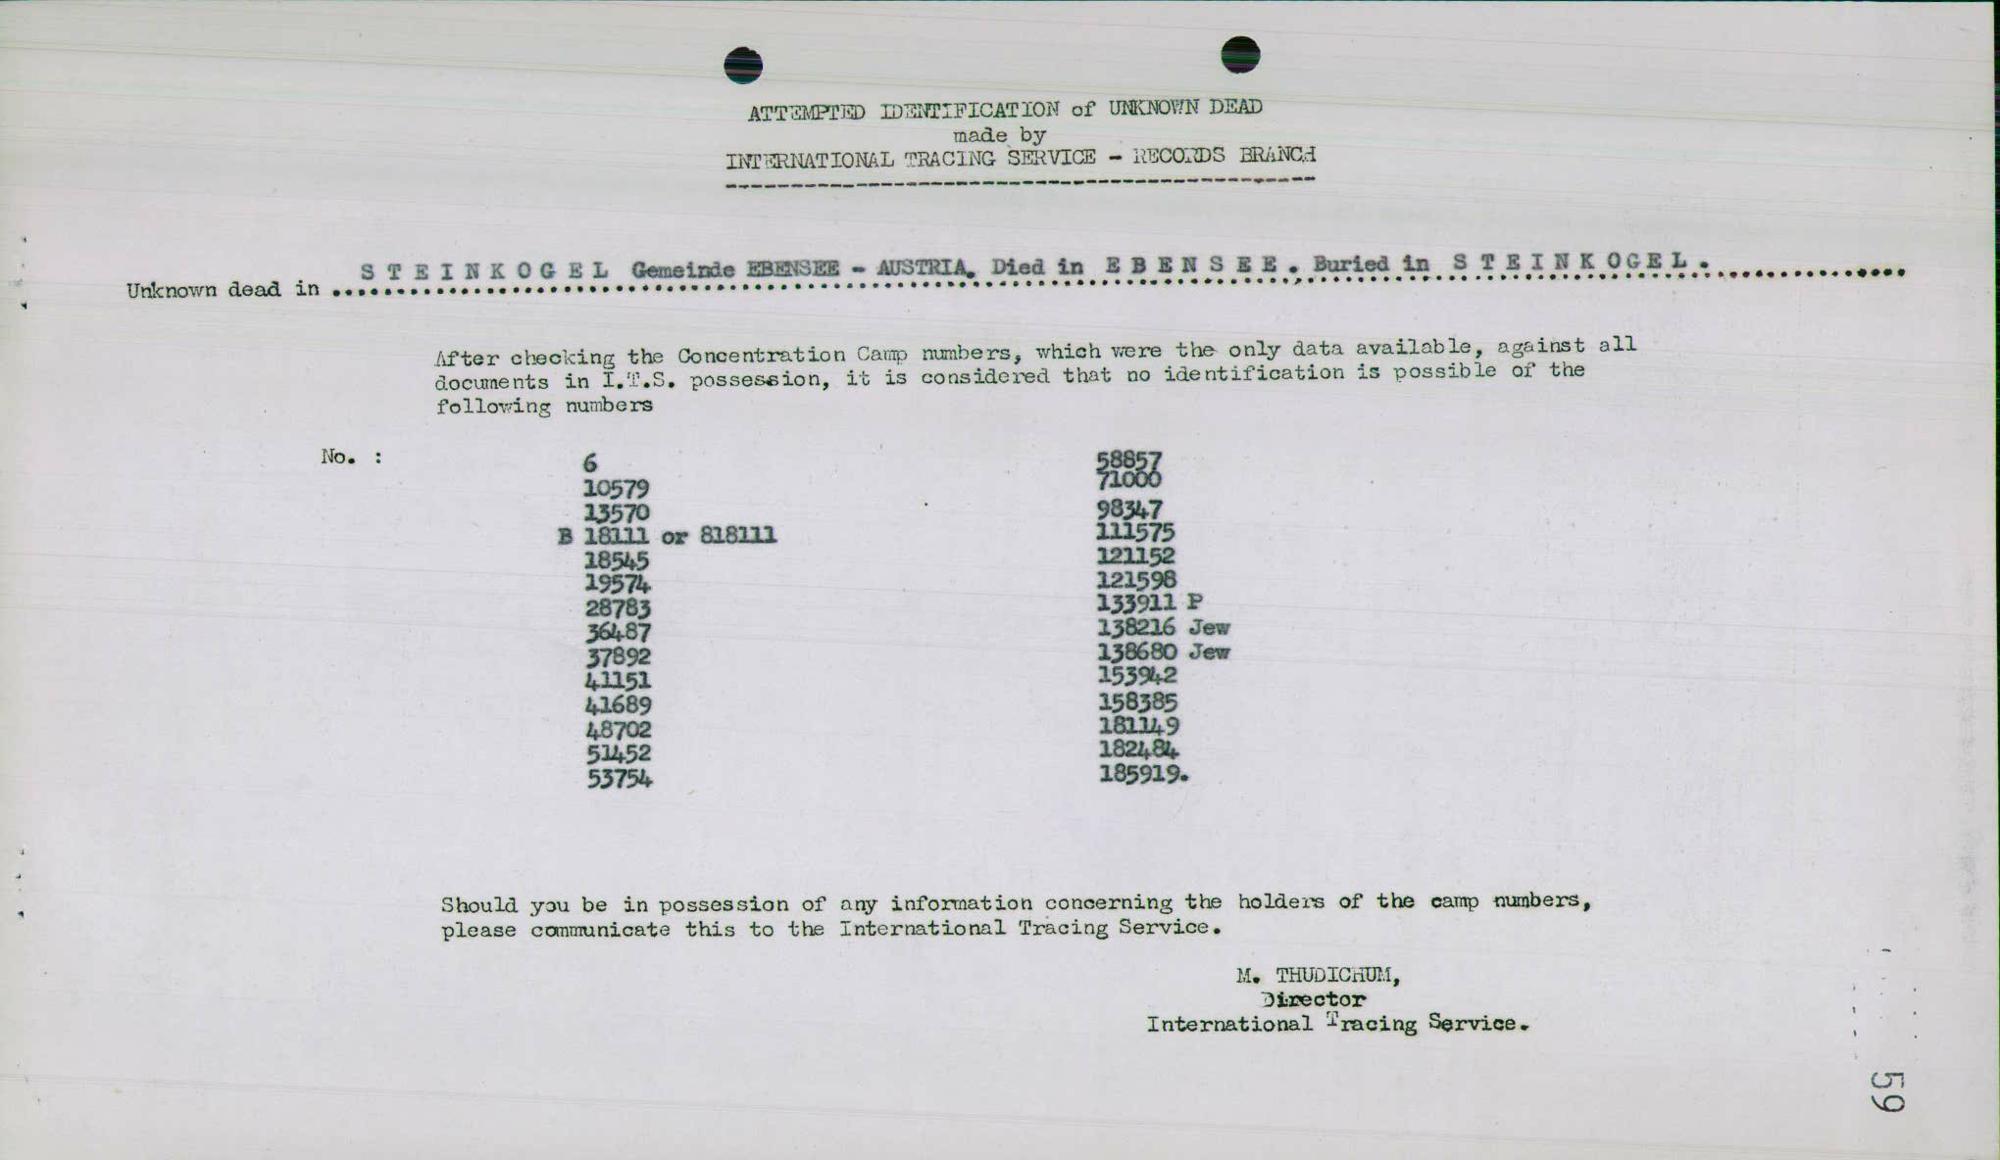 ATTEMPTED IDENTIFICATION of UNKNOWN DEAD
made by
INTERNATIONAL TRACING SERVICE - RECORDS BRANCH
Unknown dead in S T E I N K O G E L Gemeinde EBENSEE - AUSTRIA. Died in E B E N S E E . Buried in S T E I N K O G E L .
After checking the Concentration Camp numbers, which were the only data available, against all
documents in I.T.S. possession, it is considered that no identification is possible of the
following numbers
No. :
6
10579
13570
B 18111 or 818111
18545
19574
28783
36487
37892
41151
41689
48702
51452
53754
58857
71000
98347
111575
121152
121598
133911 P
138216 Jew
138680 Jew
153942
158385
181149
182484
185919.
Should you be in possession of any information concerning the holders of the camp numbers,
please communicate this to the International Tracing Service.
M. THUDICHUM,
Director
International Tracing Service.
59